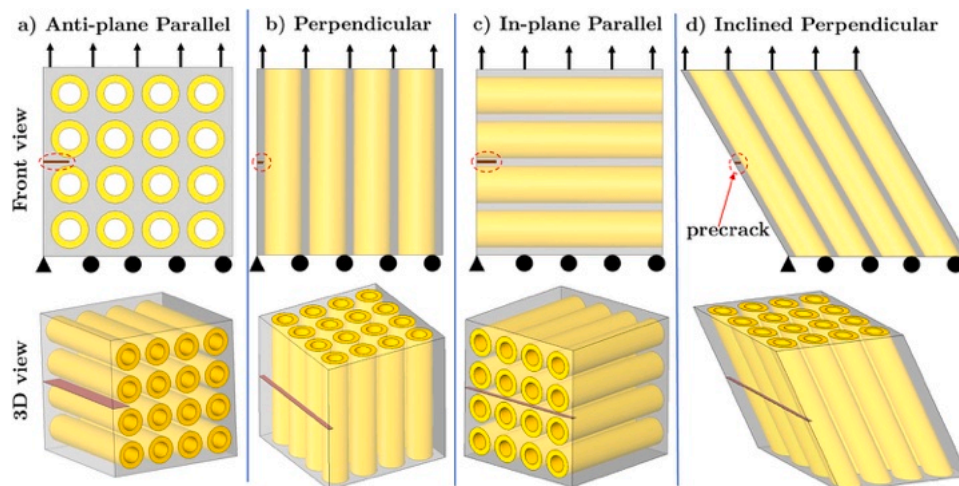 a) Anti-plane Parallel
b) Perpendicular
c) In-plane Parallel
d) Inclined Perpendicular
Front view
precrack
3D view